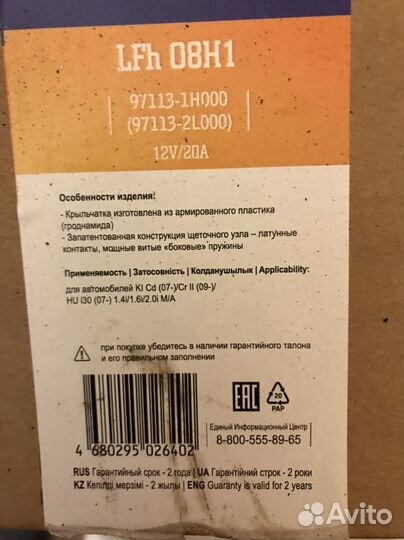 LFh 08H1
97113-1H000
(97113-2L000)
12V/20A
Особенности изделия:
- Крыльчатка изготовлена из армированного пластика
(гроднамида)
- Запатентованная конструкция щеточного узла – латунные
контакты, мощные витые «боковые» пружины
Применяемость | Затосовність | Колданушылык | Applicability:
для автомобилей KI Cd (07-)/Cr II (09-)/
HU i30 (07-) 1.4i/1.6i/2.0i M/A
при покупке убедитесь в наличии гарантийного талона
и его правильном заполнении
4 680295 026402
EAC
20
PAP
Единый Информационный Центр
8-800-555-89-65
RUS Гарантийный срок - 2 года | UA Гарантійний строк - 2 роки
KZ Кепілді мерзімі - 2 жылы | ENG Guaranty is valid for 2 years
Avito